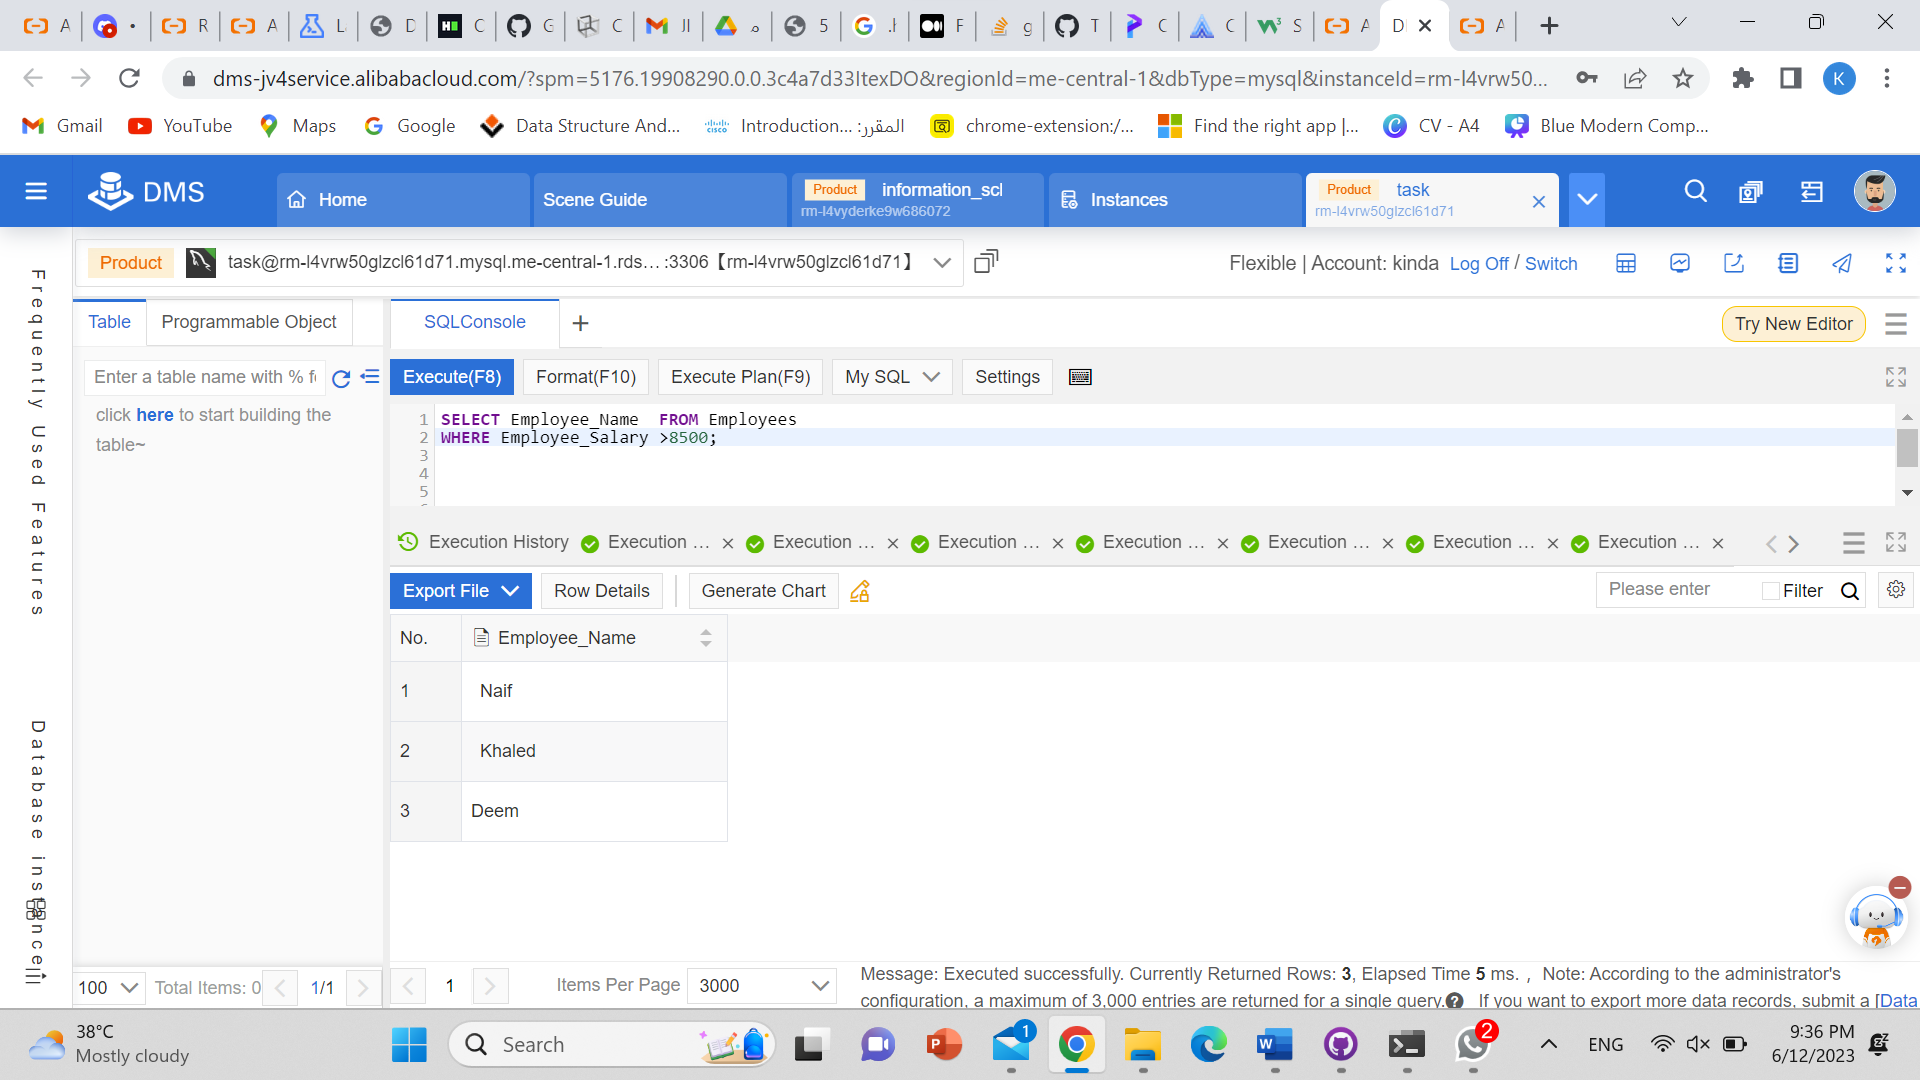 A
•
R
A
L
D
C
G
C
JI
م
5
.l
F
g
T
C
C
S
A
D
A
dms-jv4service.alibabacloud.com/?spm=5176.19908290.0.0.3c4a7d33ItexDO&regionId=me-central-1&dbType=mysql&instanceId=rm-l4vrw50...
K
Gmail
YouTube
Maps
Google
Data Structure And...
Introduction... :المقرر
chrome-extension:/...
Find the right app |...
CV - A4
Blue Modern Comp...
DMS
Home
Scene Guide
Product information_scl
rm-l4vyderke9w686072
Instances
Product task
rm-l4vrw50glzcl61d71
Product
task@rm-l4vrw50glzcl61d71.mysql.me-central-1.rds... :3306【rm-l4vrw50glzcl61d71】
Flexible | Account: kinda Log Off / Switch
Frequently Used Features
Database instance li
Table
Programmable Object
SQLConsole
Try New Editor
Enter a table name with % fo
click here to start building the
table~
Execute(F8)
Format(F10)
Execute Plan(F9)
My SQL
Settings
1 SELECT Employee_Name  FROM Employees
2 WHERE Employee_Salary >8500;
3
4
5
Execution History
Execution ...
Execution ...
Execution ...
Execution ...
Execution ...
Execution ...
Execution ...
Export File
Row Details
Generate Chart
Please enter
Filter
No. Employee_Name
1 Naif
2 Khaled
3 Deem
100
Total Items: 0
1/1
1
Items Per Page 3000
Message: Executed successfully. Currently Returned Rows: 3, Elapsed Time 5 ms. , Note: According to the administrator's
configuration, a maximum of 3,000 entries are returned for a single query. If you want to export more data records, submit a [Data
38°C
Mostly cloudy
Search
1
2
ENG
9:36 PM
6/12/2023